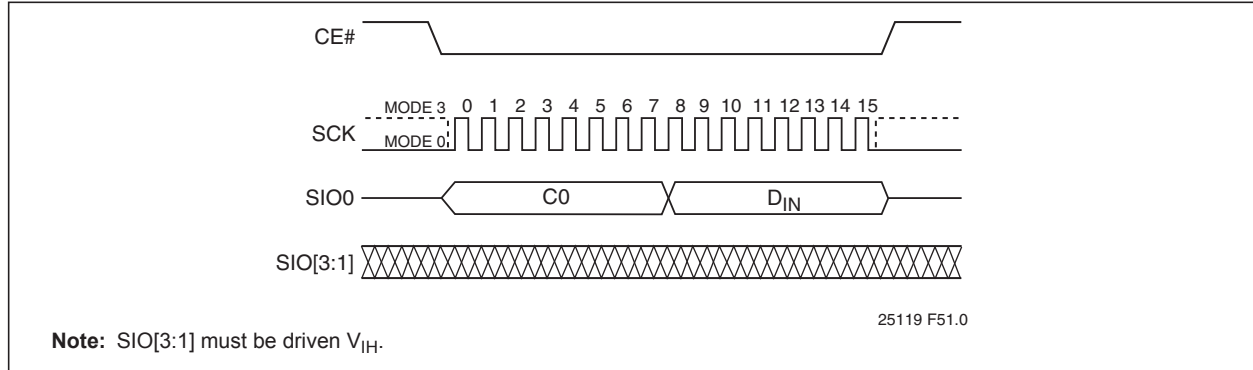 CE#
MODE 3 0 1 2 3 4 5 6 7 8 9 10 11 12 13 14 15
SCK
MODE 0
SIO0 C0 DIN
SIO[3:1]
25119 F51.0
Note: SIO[3:1] must be driven VIH.